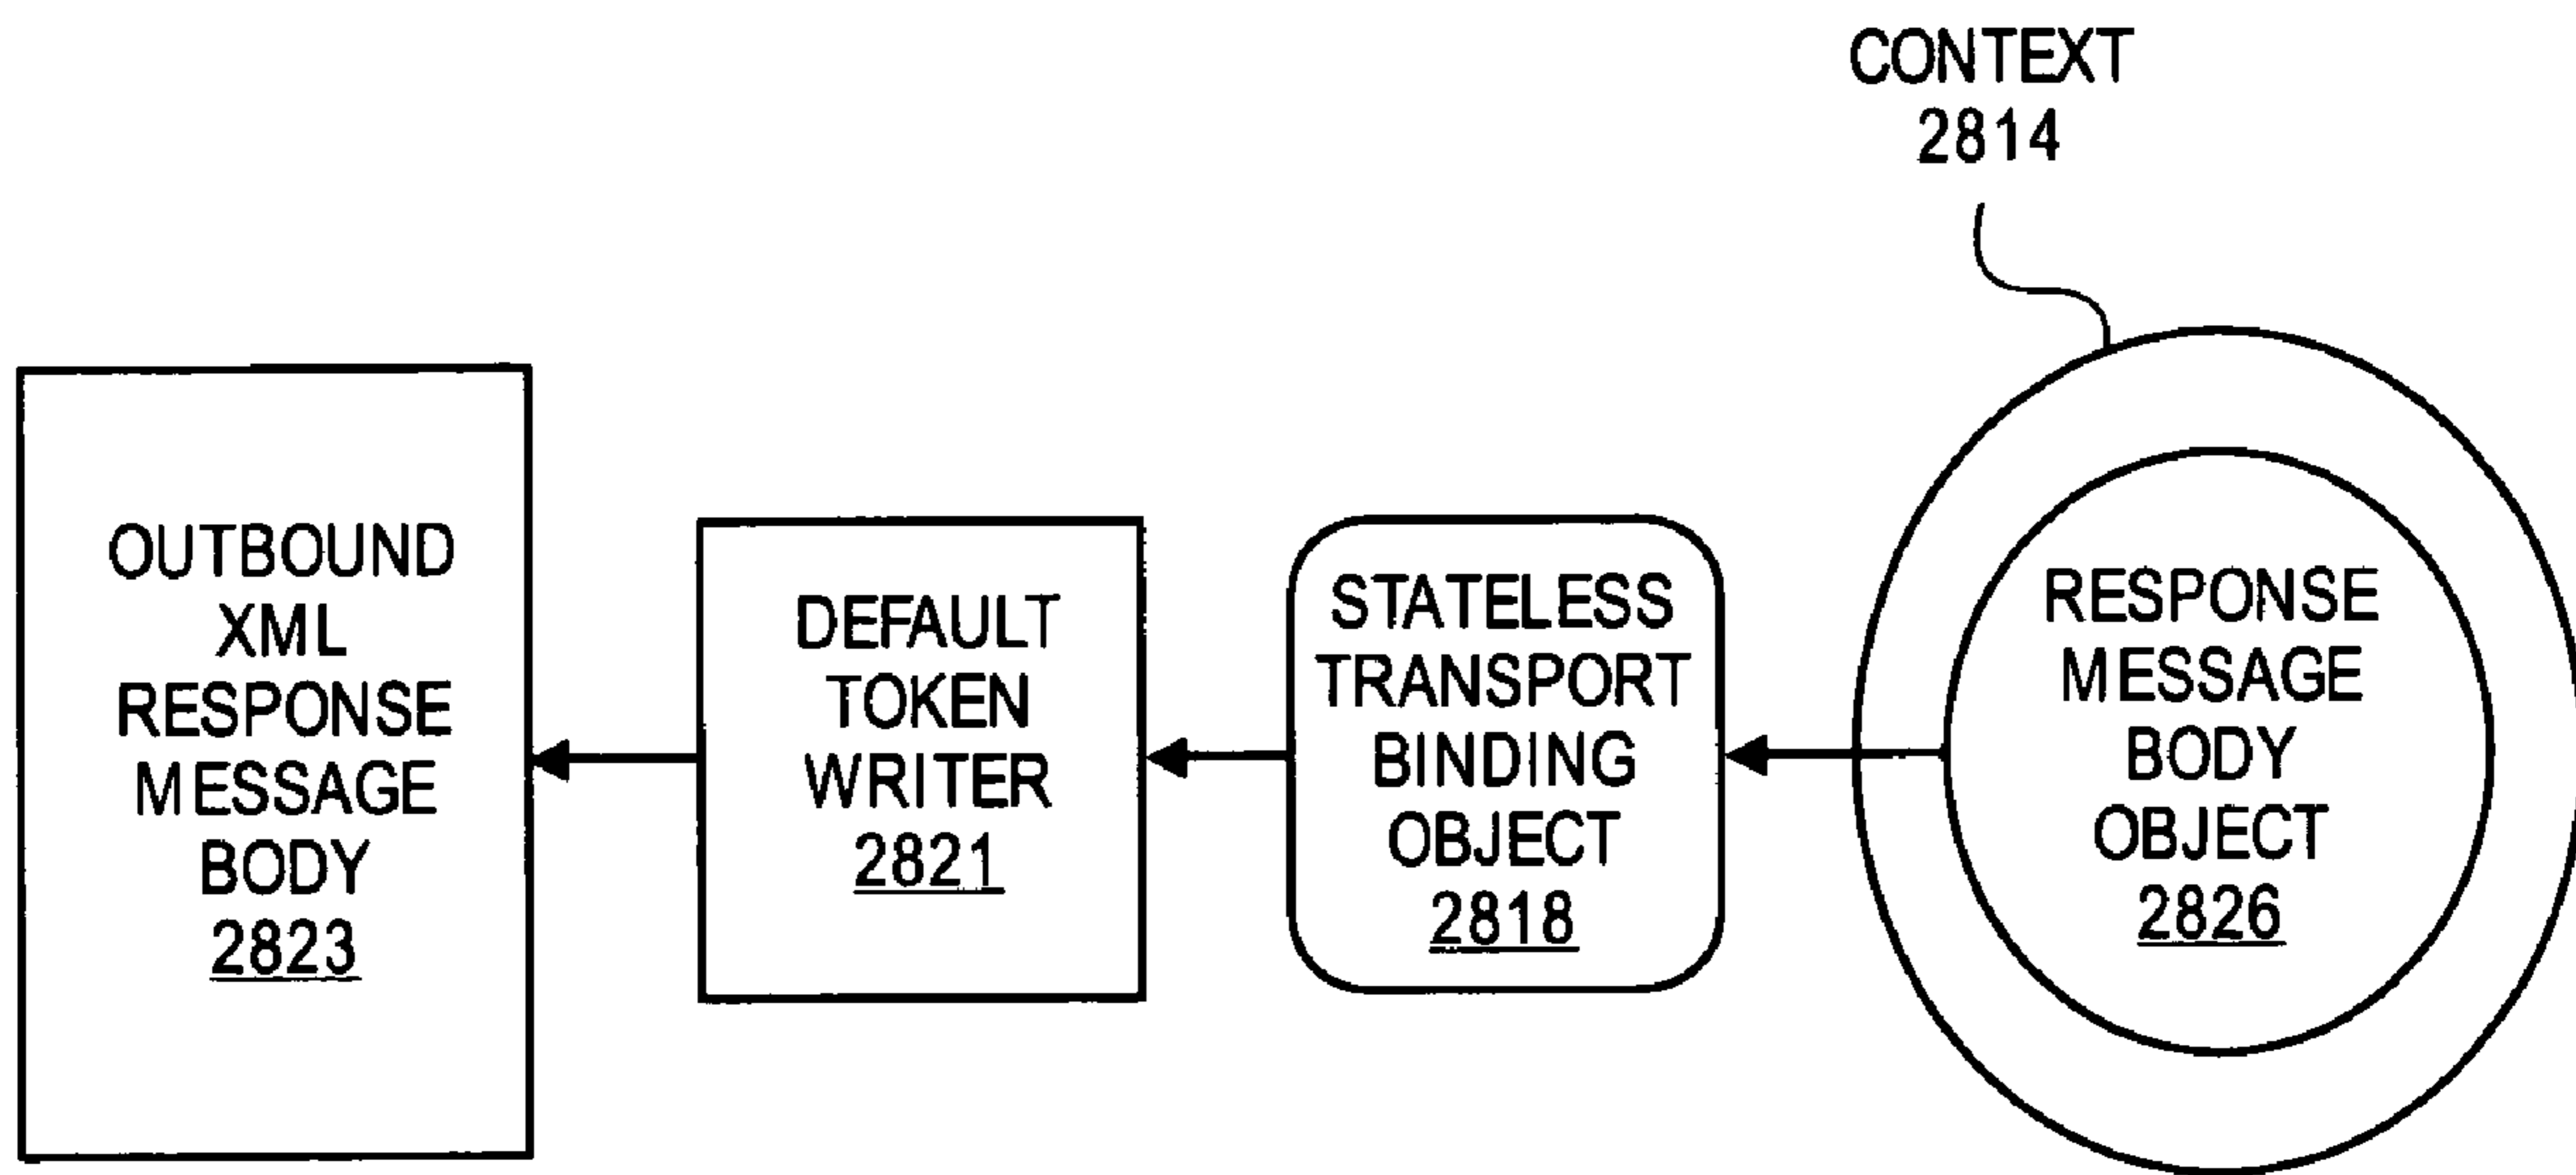 CONTEXT
2814
OUTBOUND
XML
RESPONSE
MESSAGE
BODY
2823
DEFAULT
TOKEN
WRITER
2821
STATELESS
TRANSPORT
BINDING
OBJECT
2818
RESPONSE
MESSAGE
BODY
OBJECT
2826